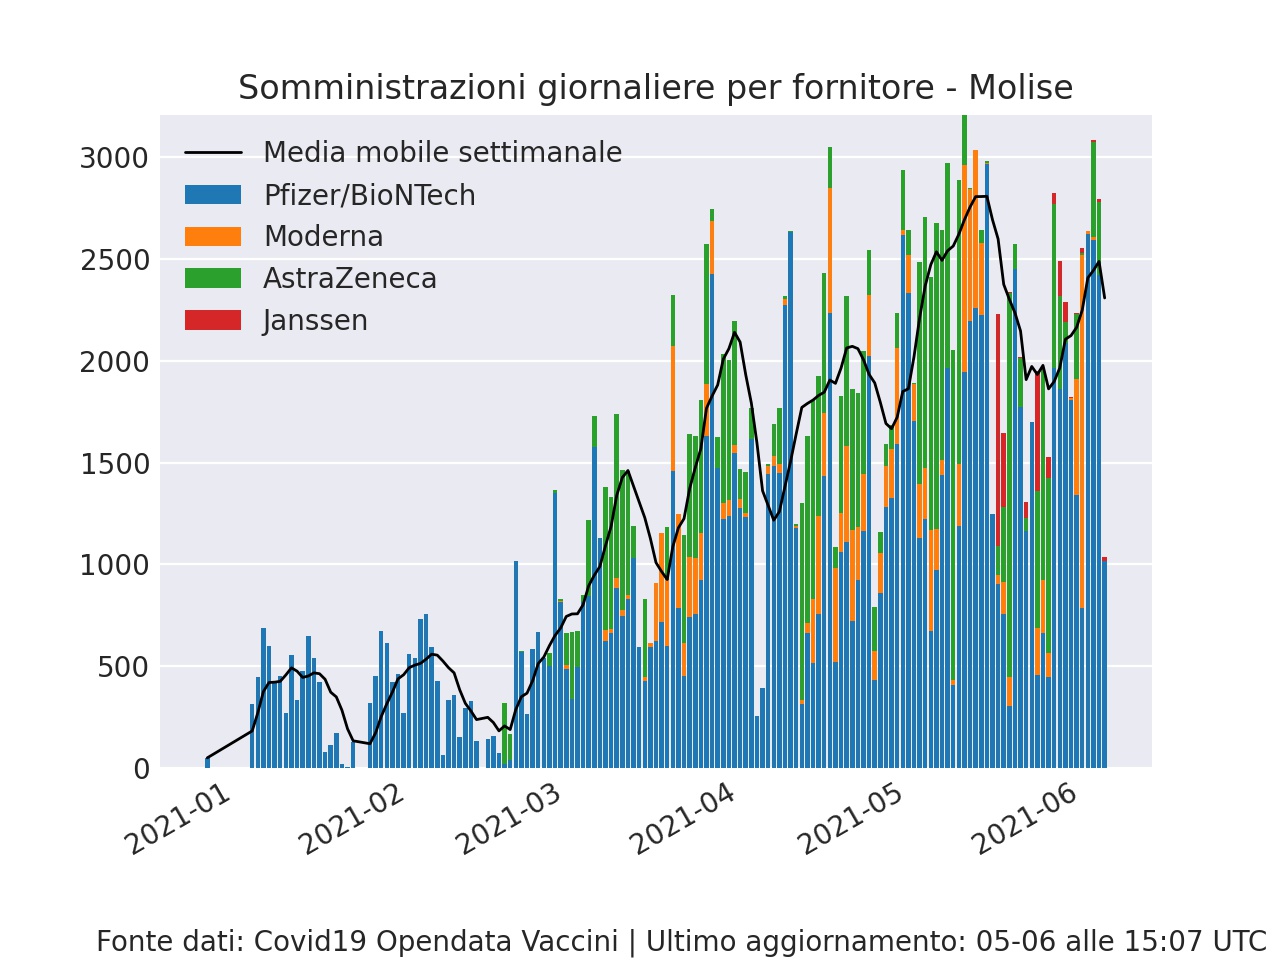 Somministrazioni giornaliere per fornitore - Molise
Media mobile settimanale
Pfizer/BioNTech
Moderna
AstraZeneca
Janssen
3000
2500
2000
1500
1000
500
0
2021-01
2021-02
2021-03
2021-04
2021-05
2021-06
Fonte dati: Covid19 Opendata Vaccini | Ultimo aggiornamento: 05-06 alle 15:07 UTC